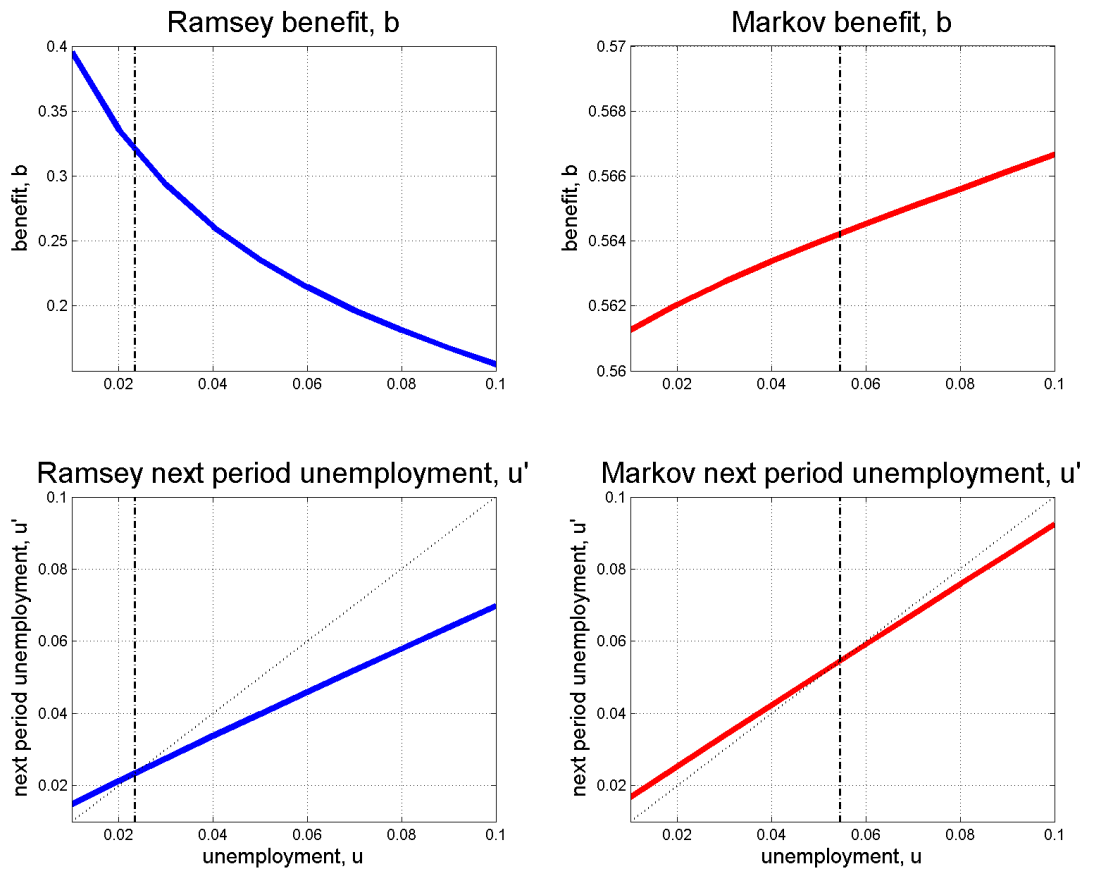 Ramsey benefit, b
0.4
0.35
0.3
0.25
0.2
benefit, b
0.02 0.04 0.06 0.08 0.1
Markov benefit, b
0.57
0.568
0.566
0.564
0.562
0.56
benefit, b
0.02 0.04 0.06 0.08 0.1
Ramsey next period unemployment, u'
0.1
0.08
0.06
0.04
0.02
next period unemployment, u'
0.02 0.04 0.06 0.08 0.1
unemployment, u
Markov next period unemployment, u'
0.1
0.08
0.06
0.04
0.02
next period unemployment, u'
0.02 0.04 0.06 0.08 0.1
unemployment, u